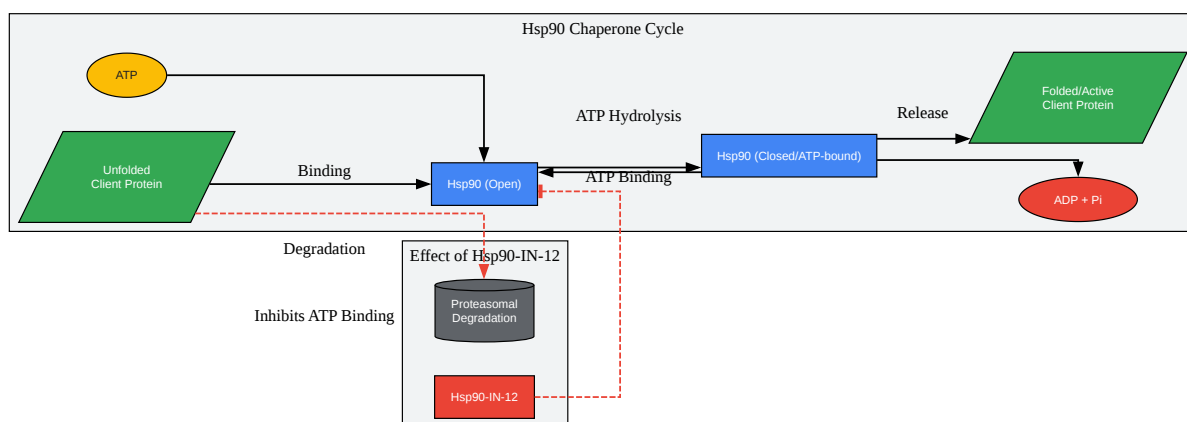 Hsp90 Chaperone Cycle
ATP
Folded/Active
Client Protein
ATP Hydrolysis
Release
Unfolded
Client Protein
Binding
Hsp90 (Open)
Hsp90 (Closed/ATP-bound)
ATP Binding
ADP + Pi
Degradation
Effect of Hsp90-IN-12
Proteasomal
Degradation
Inhibits ATP Binding
Hsp90-IN-12